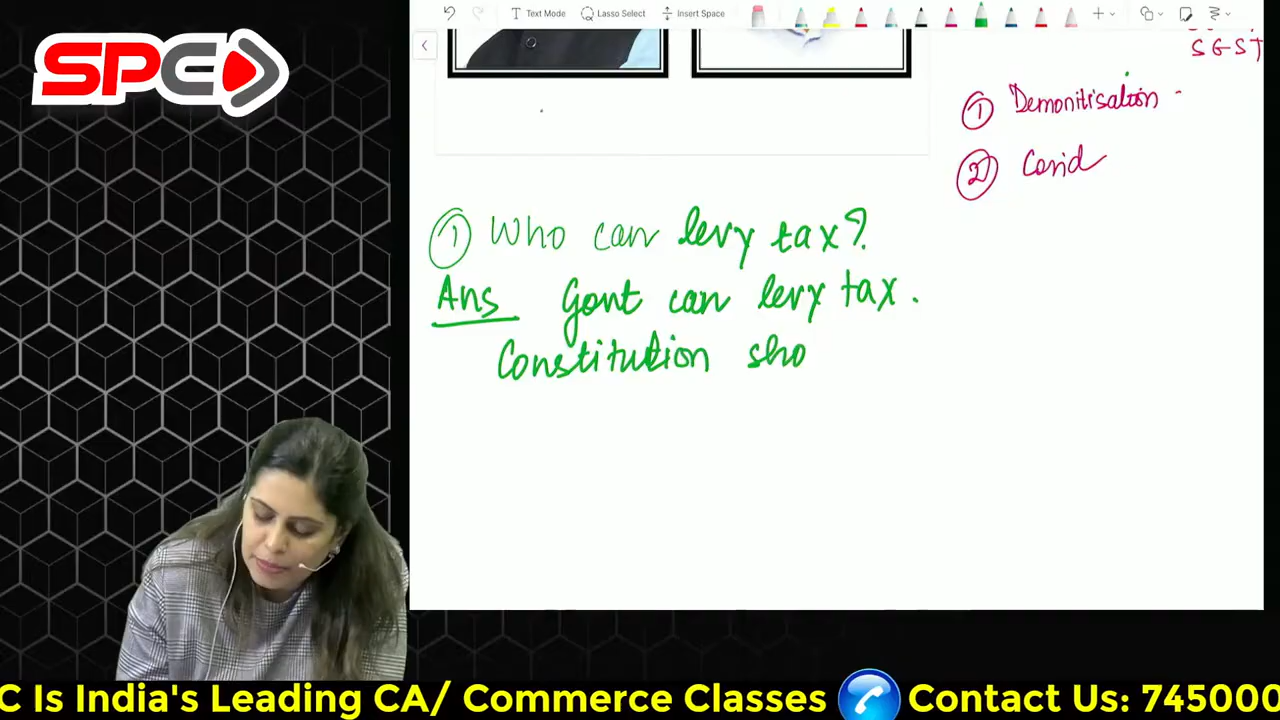 SPC
Text Mode
Lasso Select
Insert Space
SGST
① Demonitisation -
② Covid
① Who can levy tax?
Ans Govt can levy tax.
Constitution sho
C Is India's Leading CA/ Commerce Classes Contact Us: 745000